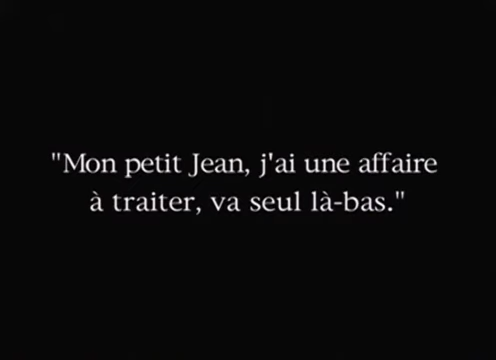 "Mon petit Jean, j'ai une affaire
à traiter, va seul là-bas."